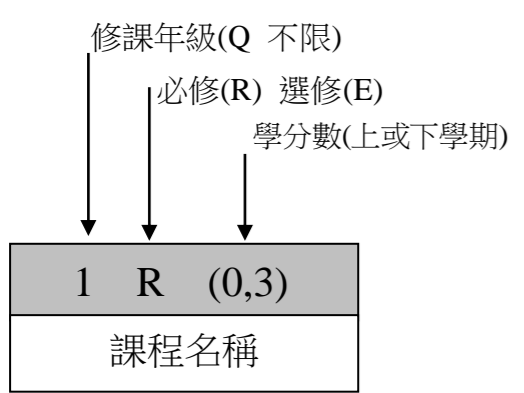 修課年級(Q 不限)
必修(R) 選修(E)
學分數(上或下學期)
1 R (0,3)
課程名稱